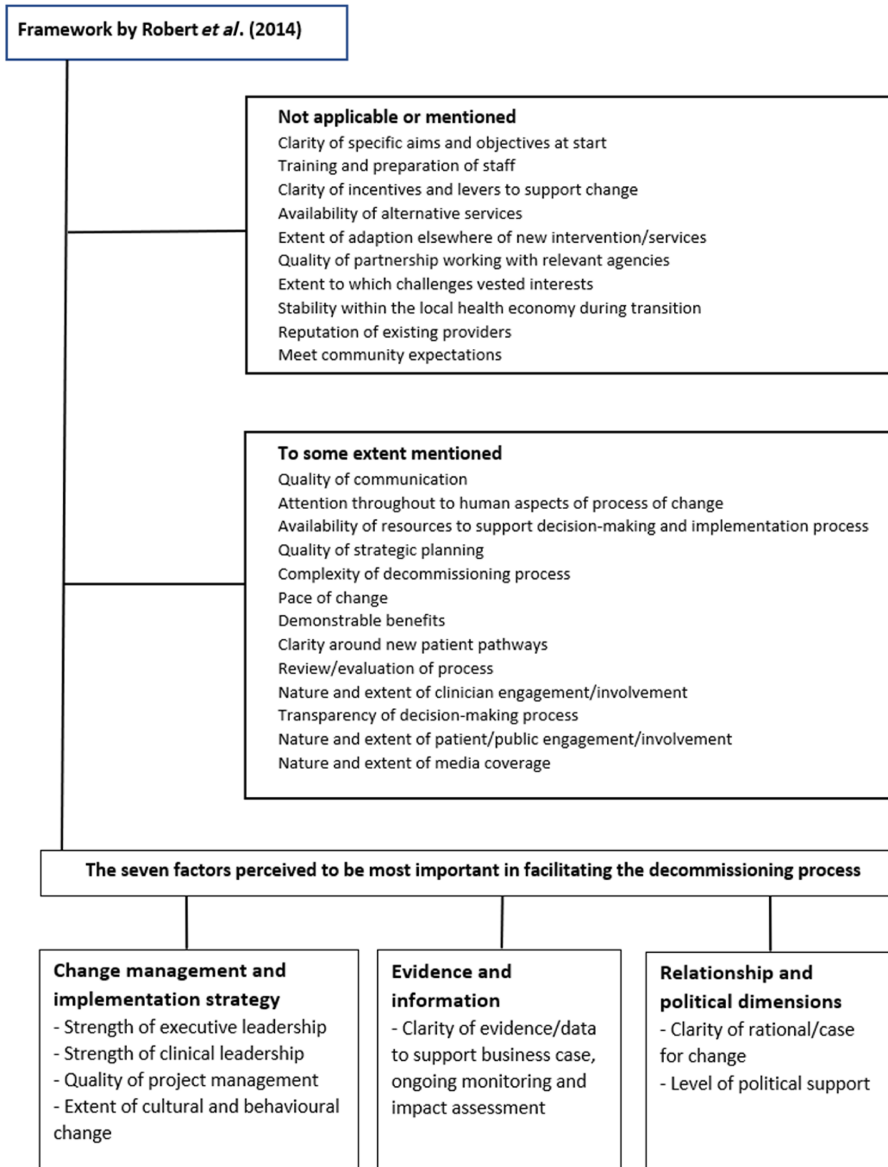 Framework by Robert et al. (2014)
Not applicable or mentioned
Clarity of specific aims and objectives at start
Training and preparation of staff
Clarity of incentives and levers to support change
Availability of alternative services
Extent of adaption elsewhere of new intervention/services
Quality of partnership working with relevant agencies
Extent to which challenges vested interests
Stability within the local health economy during transition
Reputation of existing providers
Meet community expectations
To some extent mentioned
Quality of communication
Attention throughout to human aspects of process of change
Availability of resources to support decision-making and implementation process
Quality of strategic planning
Complexity of decommissioning process
Pace of change
Demonstrable benefits
Clarity around new patient pathways
Review/evaluation of process
Nature and extent of clinician engagement/involvement
Transparency of decision-making process
Nature and extent of patient/public engagement/involvement
Nature and extent of media coverage
The seven factors perceived to be most important in facilitating the decommissioning process
Change management and
implementation strategy
- Strength of executive leadership
- Strength of clinical leadership
- Quality of project management
- Extent of cultural and behavioural
change
Evidence and
information
- Clarity of evidence/data
to support business case,
ongoing monitoring and
impact assessment
Relationship and
political dimensions
- Clarity of rational/case
for change
- Level of political support